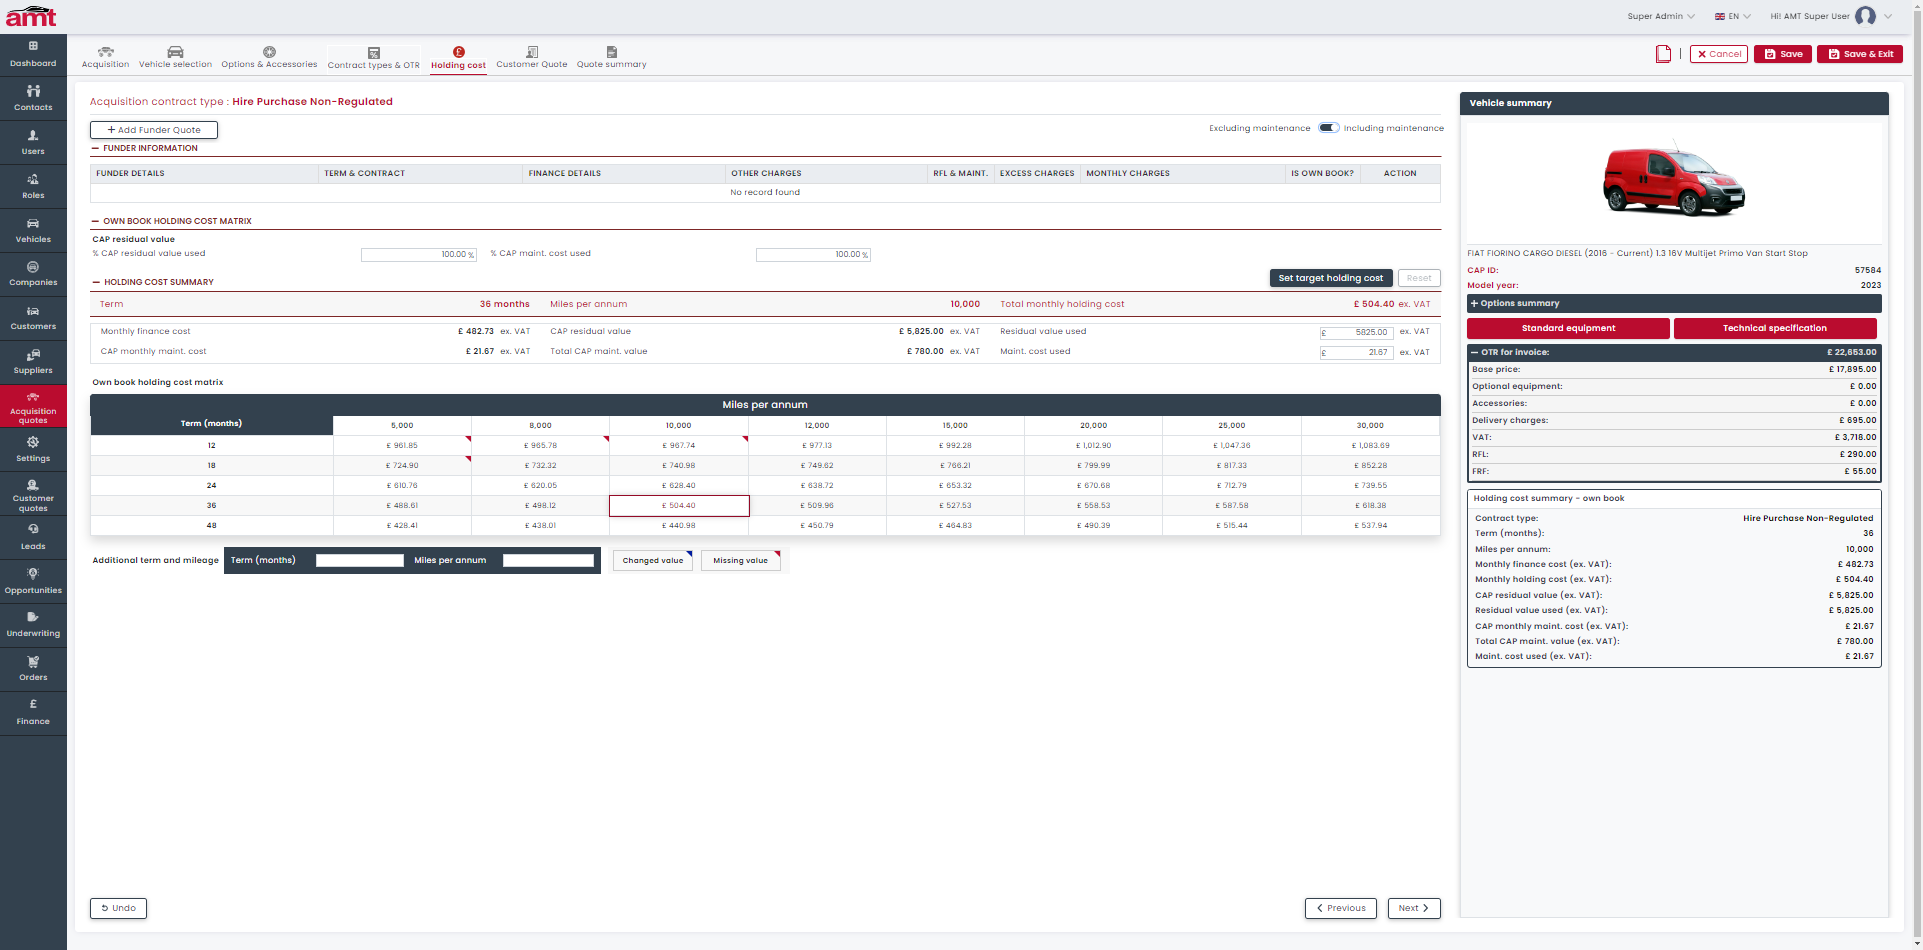 amt
Super Admin
EN
Hi! AMT Super User
Dashboard
Contacts
Users
Roles
Vehicles
Companies
Customers
Suppliers
Acquisition
quotes
Settings
Customer
quotes
Leads
Opportunities
Underwriting
Orders
Finance
Acquisition
Vehicle selection
Options & Accessories
Contract types & OTR
Holding cost
Customer Quote
Quote summary
Cancel
Save
Save & Exit
Acquisition contract type : Hire Purchase Non-Regulated
+ Add Funder Quote
Excluding maintenance
Including maintenance
FUNDER INFORMATION
FUNDER DETAILS TERM & CONTRACT FINANCE DETAILS OTHER CHARGES RFL & MAINT. EXCESS CHARGES MONTHLY CHARGES IS OWN BOOK? ACTION
No record found
OWN BOOK HOLDING COST MATRIX
CAP residual value
% CAP residual value used 100.00 % % CAP maint. cost used 100.00 %
HOLDING COST SUMMARY
Set target holding cost
Reset
Term 36 months Miles per annum 10,000 Total monthly holding cost £ 504.40 ex. VAT
Monthly finance cost £ 482.73 ex. VAT CAP residual value £ 5,825.00 ex. VAT Residual value used £ 5825.00 ex. VAT
CAP monthly maint. cost £ 21.67 ex. VAT Total CAP maint. value £ 780.00 ex. VAT Maint. cost used £ 21.67 ex. VAT
Own book holding cost matrix
Miles per annum
Term (months) 5,000 8,000 10,000 12,000 15,000 20,000 25,000 30,000
12 £ 961.85 £ 965.78 £ 967.74 £ 977.13 £ 992.28 £ 1,012.90 £ 1,047.36 £ 1,083.69
18 £ 724.90 £ 732.32 £ 740.98 £ 749.62 £ 766.21 £ 799.99 £ 817.33 £ 852.28
24 £ 610.76 £ 620.05 £ 628.40 £ 638.72 £ 653.32 £ 670.68 £ 712.79 £ 739.55
36 £ 488.61 £ 498.12 £ 504.40 £ 509.96 £ 527.53 £ 558.53 £ 587.58 £ 618.38
48 £ 428.41 £ 438.01 £ 440.98 £ 450.79 £ 464.83 £ 490.39 £ 515.44 £ 537.94
Additional term and mileage Term (months) Miles per annum Changed value Missing value
Undo
Previous
Next
Vehicle summary
FIAT FIORINO CARGO DIESEL (2016 - Current) 1.3 16V Multijet Primo Van Start Stop
CAP ID: 57584
Model year: 2023
+ Options summary
Standard equipment
Technical specification
OTR for invoice: £ 22,653.00
Base price: £ 17,895.00
Optional equipment: £ 0.00
Accessories: £ 0.00
Delivery charges: £ 695.00
VAT: £ 3,718.00
RFL: £ 290.00
FRF: £ 55.00
Holding cost summary - own book
Contract type: Hire Purchase Non-Regulated
Term (months): 36
Miles per annum: 10,000
Monthly finance cost (ex. VAT): £ 482.73
Monthly holding cost (ex. VAT): £ 504.40
CAP residual value (ex. VAT): £ 5,825.00
Residual value used (ex. VAT): £ 5,825.00
CAP monthly maint. cost (ex. VAT): £ 21.67
Total CAP maint. value (ex. VAT): £ 780.00
Maint. cost used (ex. VAT): £ 21.67